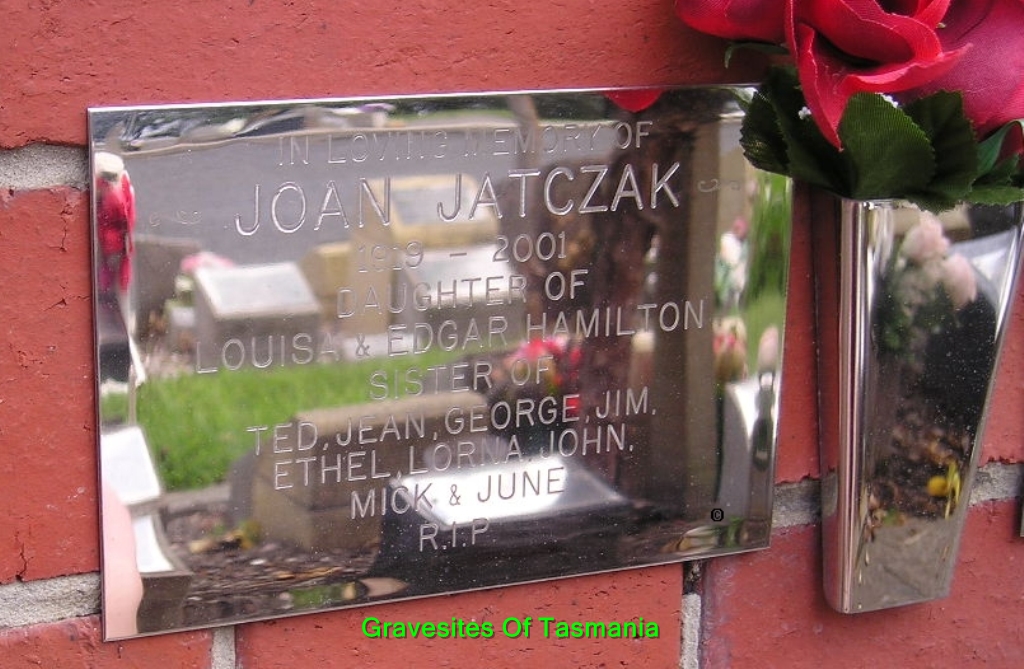 IN LOVING MEMORY OF
JOAN JATCZAK
1919 - 2001
DAUGHTER OF
LOUISA & EDGAR HAMILTON
SISTER OF
TED, JEAN, GEORGE, JIM,
ETHEL, LORNA, JOHN,
MICK & JUNE
R.I.P
©
Gravesites Of Tasmania